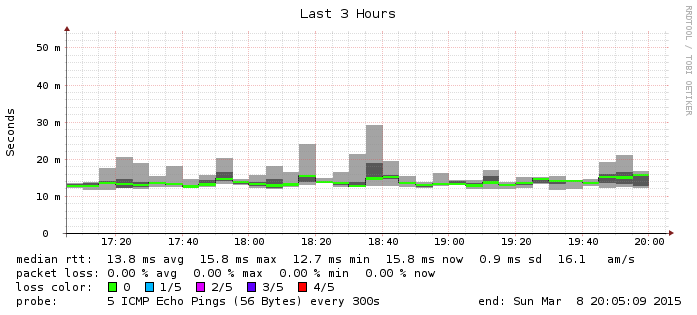 Last 3 Hours
RRDTOOL / TOBI OETIKER
Seconds
50 m
40 m
30 m
20 m
10 m
0
17:20 17:40 18:00 18:20 18:40 19:00 19:20 19:40 20:00
median rtt: 13.8 ms avg 15.8 ms max 12.7 ms min 15.8 ms now 0.9 ms sd 16.1 am/s
packet loss: 0.00 % avg 0.00 % max 0.00 % min 0.00 % now
loss color: 0 1/5 2/5 3/5 4/5
probe: 5 ICMP Echo Pings (56 Bytes) every 300s end: Sun Mar 8 20:05:09 2015